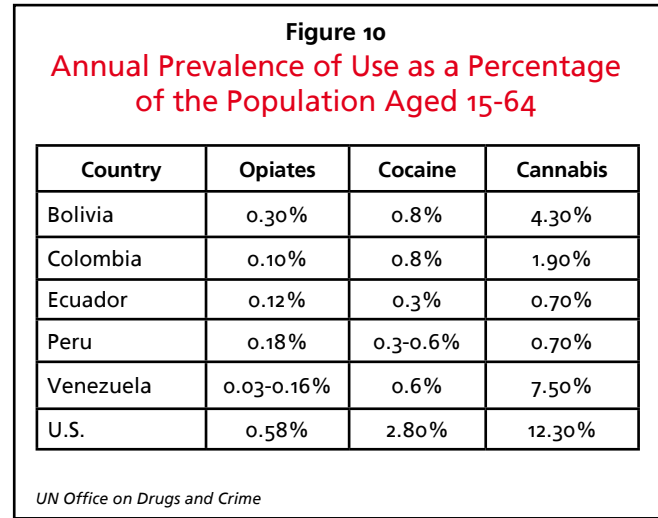 Figure 10
Annual Prevalence of Use as a Percentage
of the Population Aged 15-64
Country Opiates Cocaine Cannabis
Bolivia 0.30% 0.8% 4.30%
Colombia 0.10% 0.8% 1.90%
Ecuador 0.12% 0.3% 0.70%
Peru 0.18% 0.3-0.6% 0.70%
Venezuela 0.03-0.16% 0.6% 7.50%
U.S. 0.58% 2.80% 12.30%
UN Office on Drugs and Crime